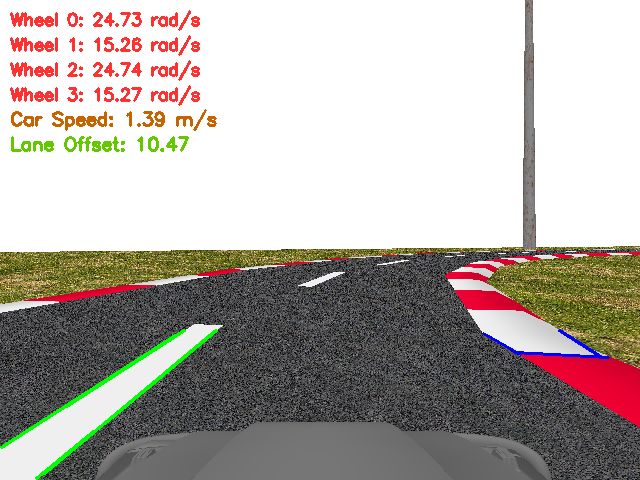 Wheel 0: 24.73 rad/s
Wheel 1: 15.26 rad/s
Wheel 2: 24.74 rad/s
Wheel 3: 15.27 rad/s
Car Speed: 1.39 m/s
Lane Offset: 10.47